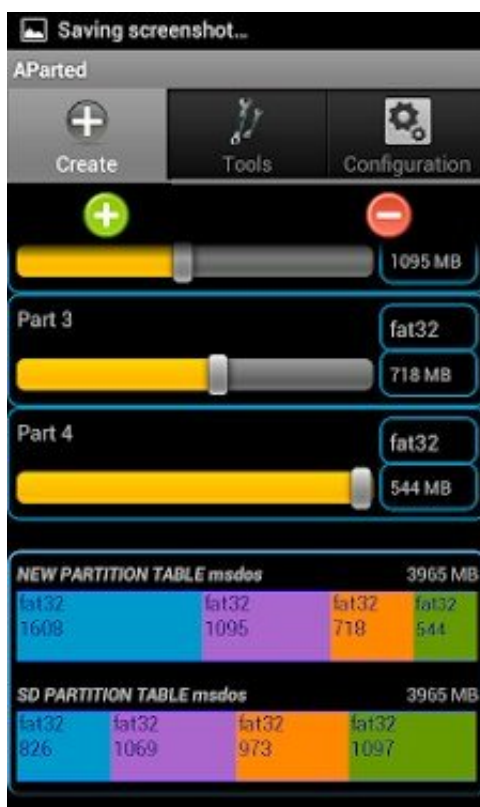 Saving screenshot...
AParted
Create Tools Configuration
1095 MB
Part 3 fat32
718 MB
Part 4 fat32
544 MB
NEW PARTITION TABLE msdos 3965 MB
fat32 fat32 fat32 fat32
1608 1095 718 544
SD PARTITION TABLE msdos 3965 MB
fat32 fat32 fat32 fat32
826 1069 973 1097